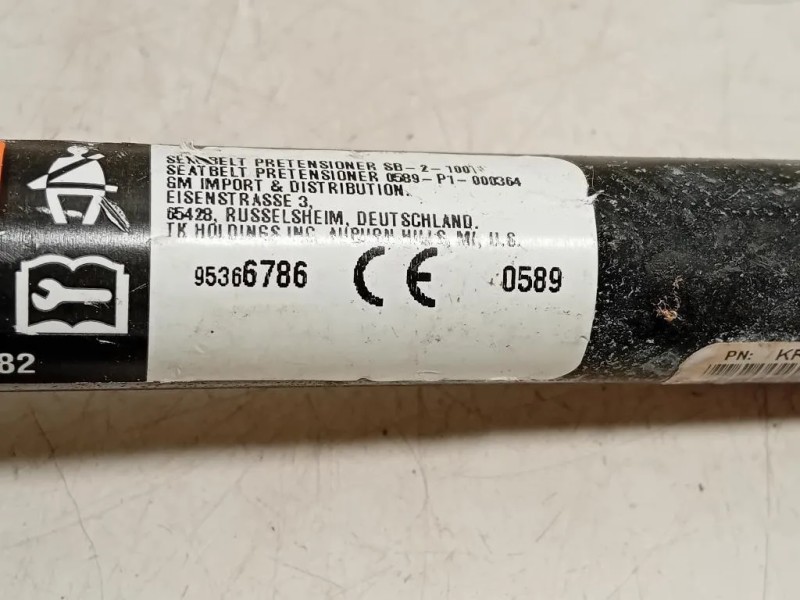 SEATBELT PRETENSIONER SB-2-1001*
SEATBELT PRETENSIONER 0589-P1-000364
GM IMPORT & DISTRIBUTION.
EISENSTRASSE 3,
65428, RUSSELSHEIM, DEUTSCHLAND.
TK HOLDINGS INC, AUBURN HILLS, MI, U.S.
95366786 CE 0589
82
PN: KR